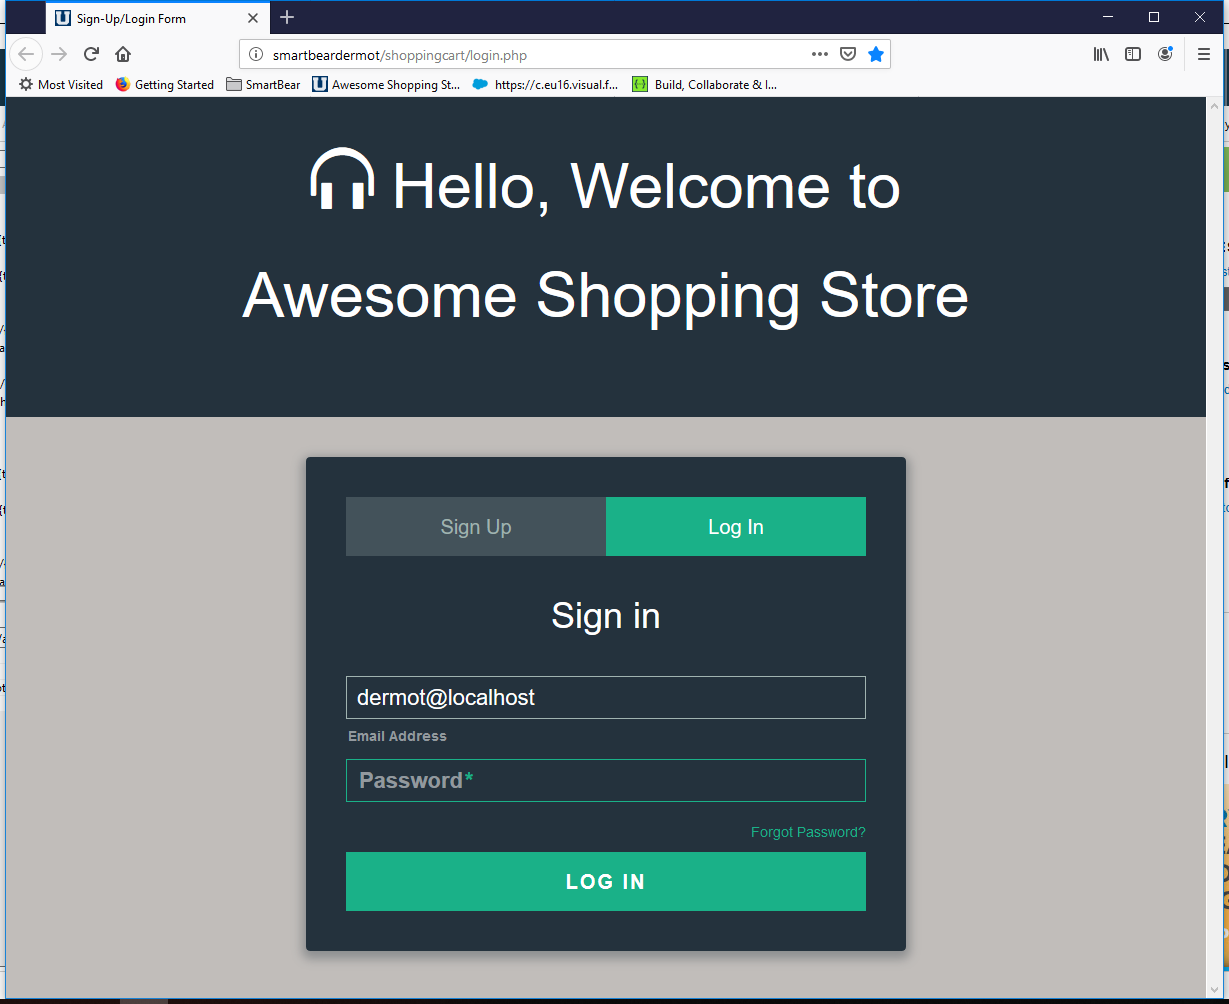 Sign-Up/Login Form
smartbeardermot/shoppingcart/login.php
Most Visited Getting Started SmartBear Awesome Shopping St... https://c.eu16.visual.f... Build, Collaborate & I...
Hello, Welcome to
Awesome Shopping Store
Sign Up Log In
Sign in
dermot@localhost
Email Address
Password*
Forgot Password?
LOG IN